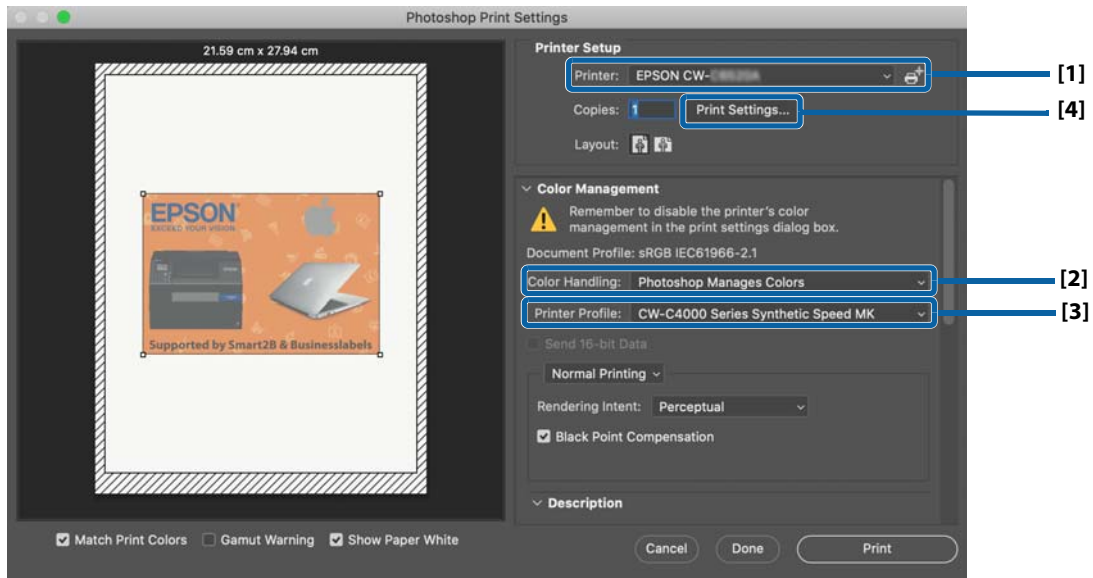 Photoshop Print Settings
21.59 cm x 27.94 cm
EPSON
EXCEED YOUR VISION
Supported by Smart2B & Businesslabels
Match Print Colors Gamut Warning Show Paper White
Printer Setup
Printer: EPSON CW-
[1]
Copies: 1 Print Settings...
[4]
Layout:
Color Management
Remember to disable the printer's color
management in the print settings dialog box.
Document Profile: sRGB IEC61966-2.1
Color Handling: Photoshop Manages Colors
[2]
Printer Profile: CW-C4000 Series Synthetic Speed MK
[3]
Send 16-bit Data
Normal Printing
Rendering Intent: Perceptual
Black Point Compensation
Description
Cancel Done Print